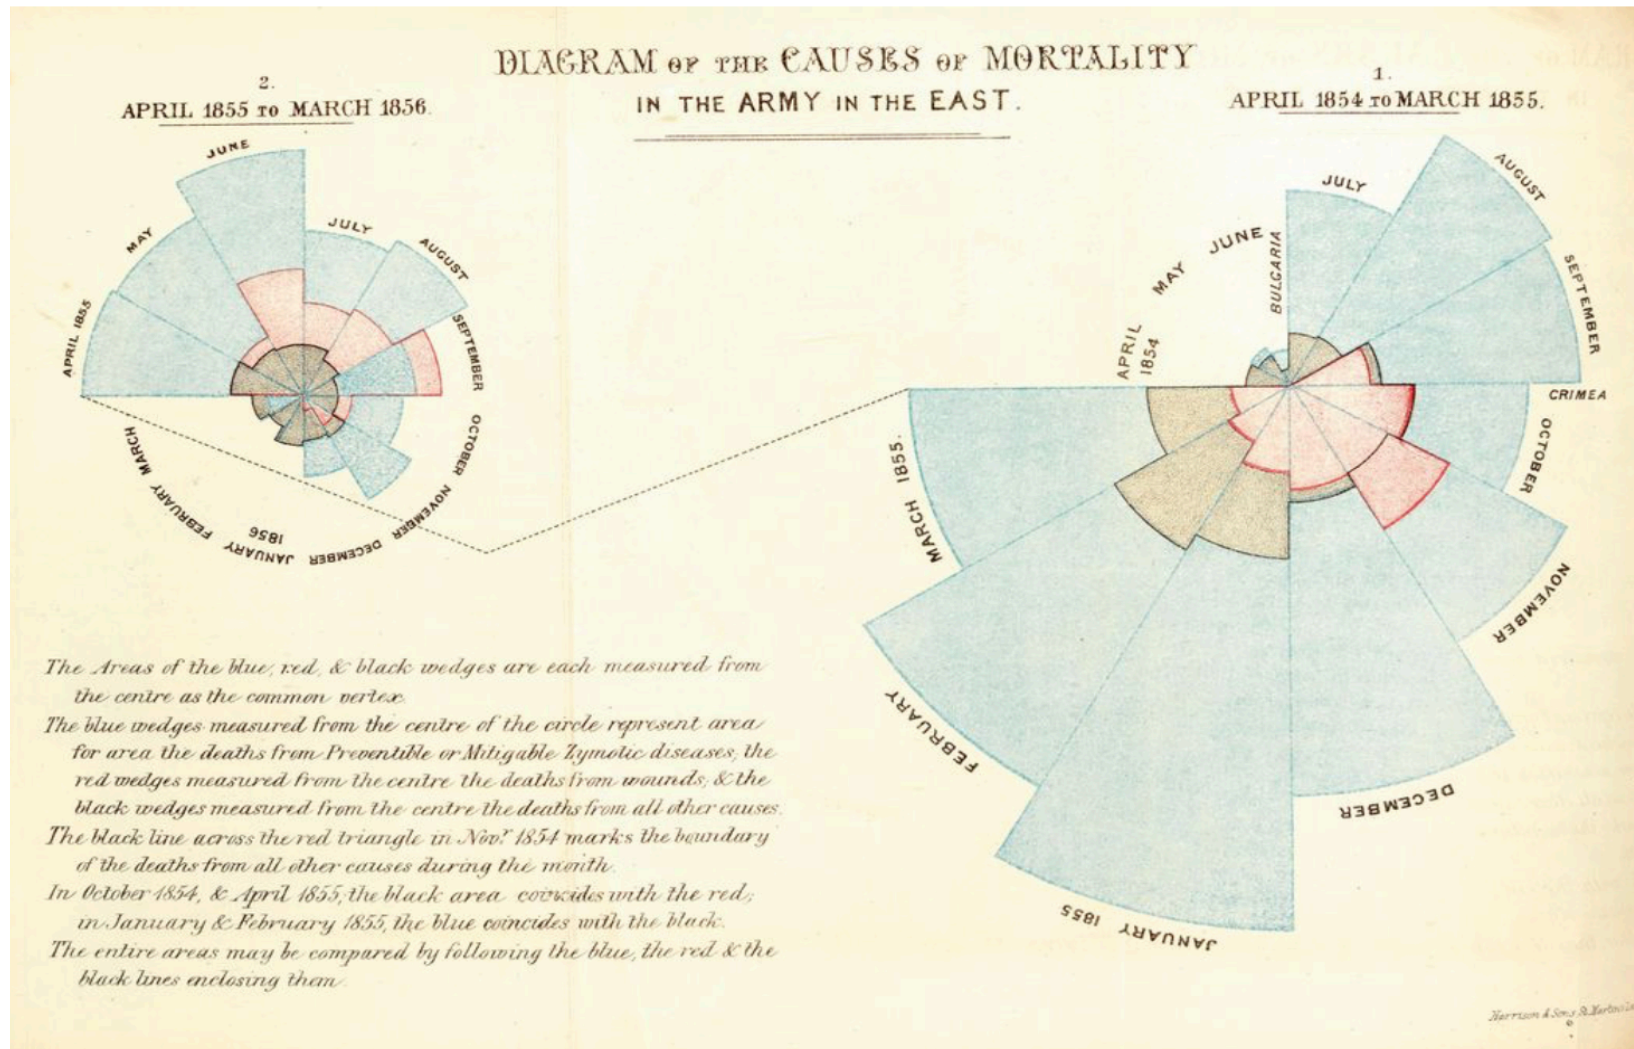 DIAGRAM OF THE CAUSES OF MORTALITY
IN THE ARMY IN THE EAST.
2.
APRIL 1855 TO MARCH 1856.
1.
APRIL 1854 TO MARCH 1855.
APRIL 1855
MAY
JUNE
JULY
AUGUST
SEPTEMBER
OCTOBER
NOVEMBER
DECEMBER
JANUARY
1856
FEBRUARY
MARCH
APRIL
1854
MAY
JUNE
BULGARIA
JULY
AUGUST
SEPTEMBER
CRIMEA
OCTOBER
NOVEMBER
DECEMBER
JANUARY 1855
FEBRUARY
MARCH 1855.
The Areas of the blue, red, & black wedges are each measured from
the centre as the common vertex.
The blue wedges measured from the centre of the circle represent area
for area the deaths from Preventible or Mitigable Zymotic diseases; the
red wedges measured from the centre the deaths from wounds; & the
black wedges measured from the centre the deaths from all other causes.
The black line across the red triangle in Novr. 1854 marks the boundary
of the deaths from all other causes during the month.
In October 1854, & April 1855, the black area coincides with the red;
in January & February 1855, the blue coincides with the black.
The entire areas may be compared by following the blue, the red & the
black lines enclosing them.
Harrison & Sons